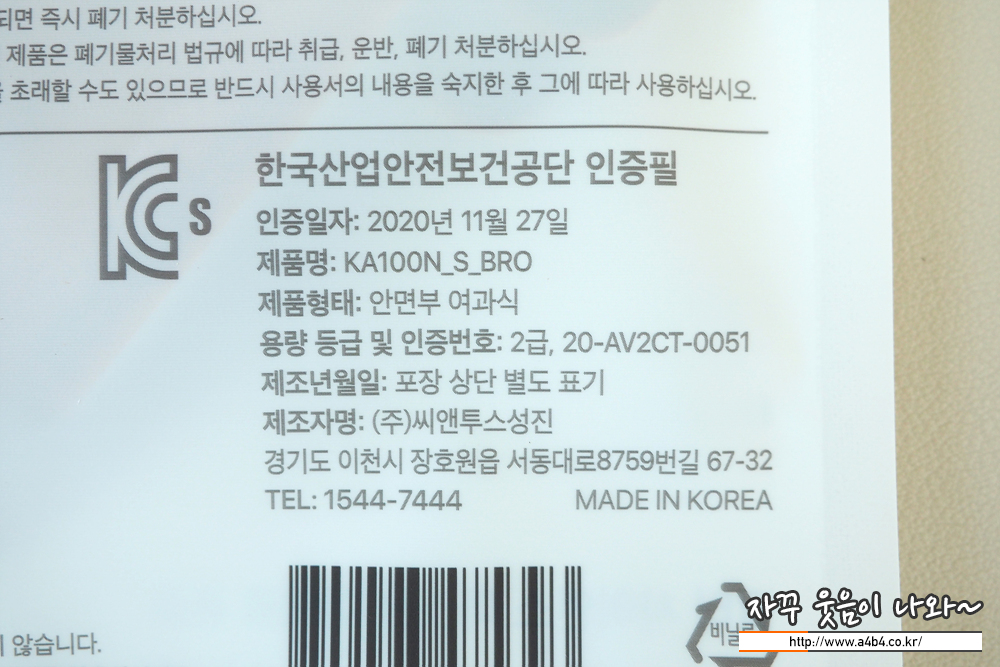 되면 즉시 폐기 처분하십시오.
제품은 폐기물처리 법규에 따라 취급, 운반, 폐기 처분하십시오.
초래할 수도 있으므로 반드시 사용서의 내용을 숙지한 후 그에 따라 사용하십시오.
KCs 한국산업안전보건공단 인증필
인증일자: 2020년 11월 27일
제품명: KA100N_S_BRO
제품형태: 안면부 여과식
용량 등급 및 인증번호: 2급, 20-AV2CT-0051
제조년월일: 포장 상단 별도 표기
제조자명: (주)씨앤투스성진
경기도 이천시 장호원읍 서동대로8759번길 67-32
TEL: 1544-7444 MADE IN KOREA
자꾸 웃음이 나와~
않습니다.
http://www.a4b4.co.kr/